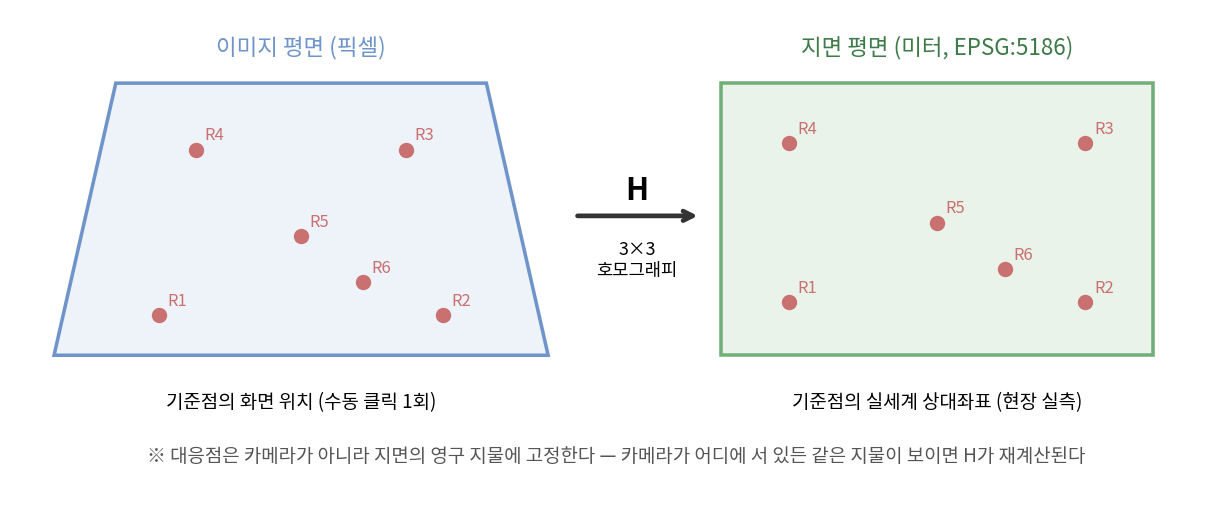 이미지 평면 (픽셀)
지면 평면 (미터, EPSG:5186)
R4
R3
R5
R6
R1
R2
H
3×3
호모그래피
R4
R3
R5
R6
R1
R2
기준점의 화면 위치 (수동 클릭 1회)
기준점의 실세계 상대좌표 (현장 실측)
※ 대응점은 카메라가 아니라 지면의 영구 지물에 고정한다 — 카메라가 어디에 서 있든 같은 지물이 보이면 H가 재계산된다